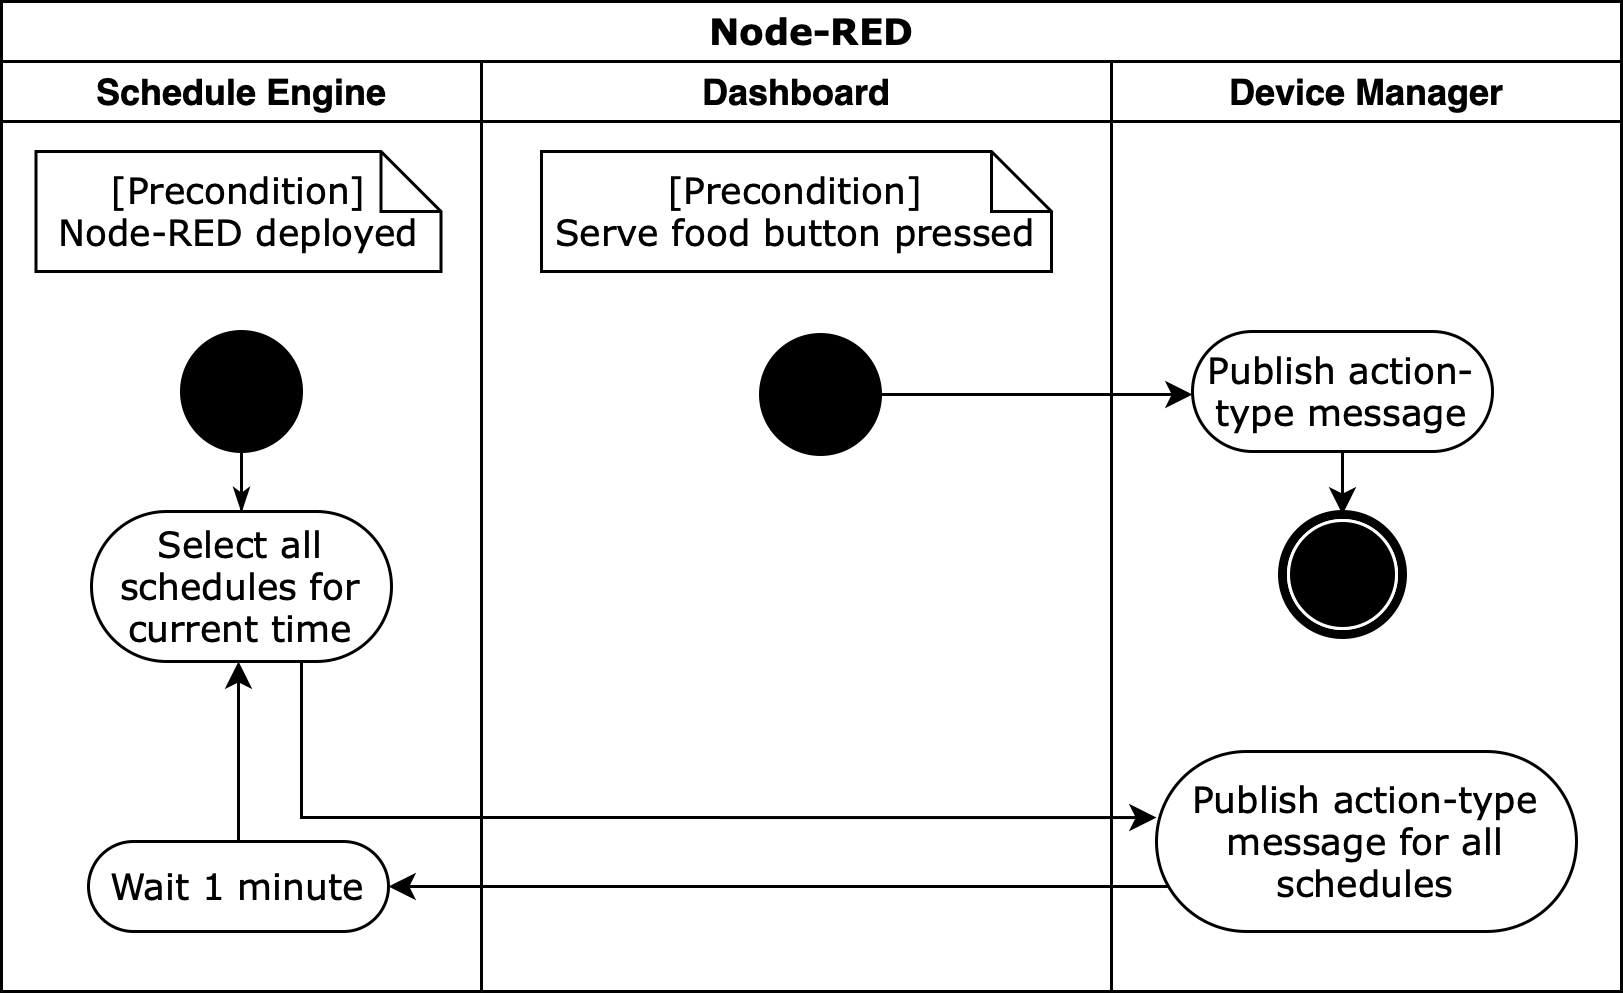 Node-RED
Schedule Engine
Dashboard
Device Manager
[Precondition]
Node-RED deployed
[Precondition]
Serve food button pressed
Publish action-
type message
Select all
schedules for
current time
Publish action-type
message for all
schedules
Wait 1 minute